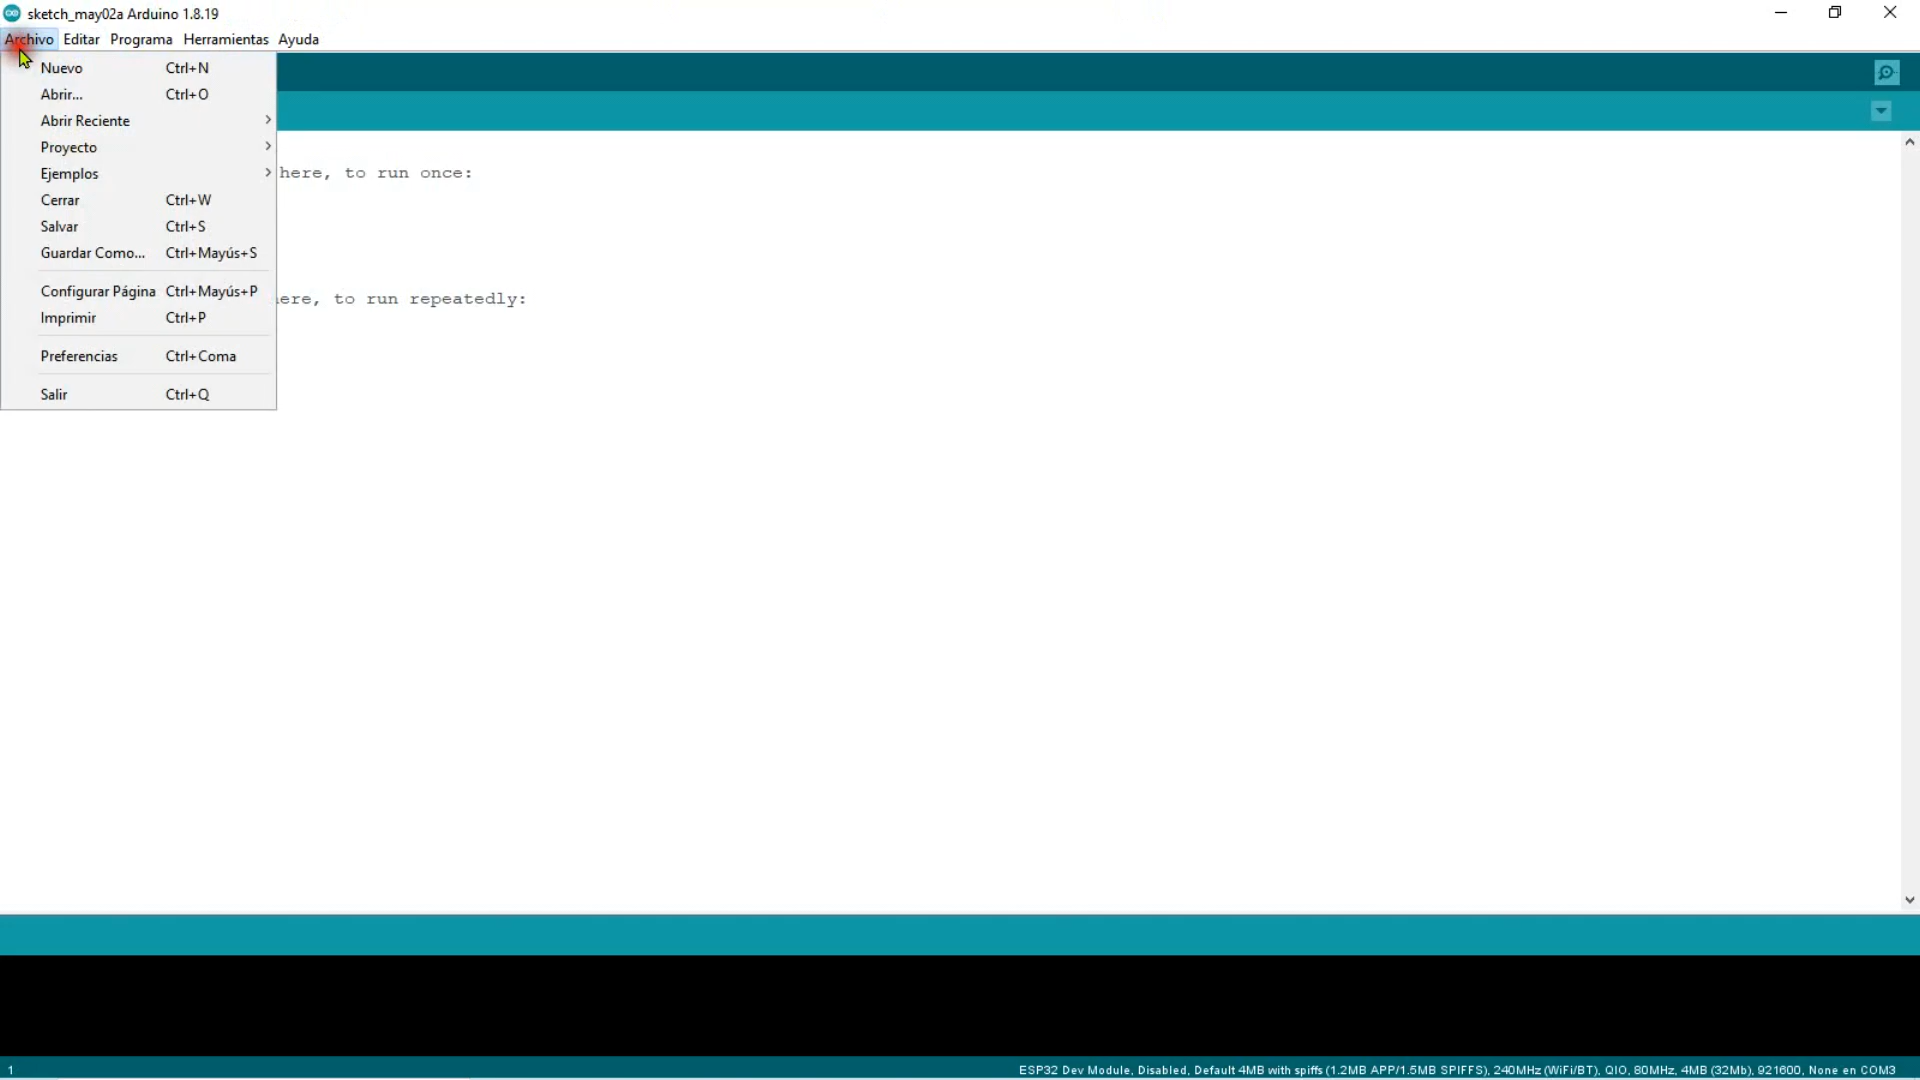 sketch_may02a Arduino 1.8.19
Archivo Editar Programa Herramientas Ayuda
Nuevo Ctrl+N
Abrir... Ctrl+O
Abrir Reciente
Proyecto
Ejemplos
here, to run once:
Cerrar Ctrl+W
Salvar Ctrl+S
Guardar Como... Ctrl+Mayús+S
Configurar Página Ctrl+Mayús+P
ere, to run repeatedly:
Imprimir Ctrl+P
Preferencias Ctrl+Coma
Salir Ctrl+Q
1
ESP32 Dev Module, Disabled, Default 4MB with spiffs (1.2MB APP/1.5MB SPIFFS), 240MHz (WiFi/BT), QIO, 80MHz, 4MB (32Mb), 921600, None en COM3